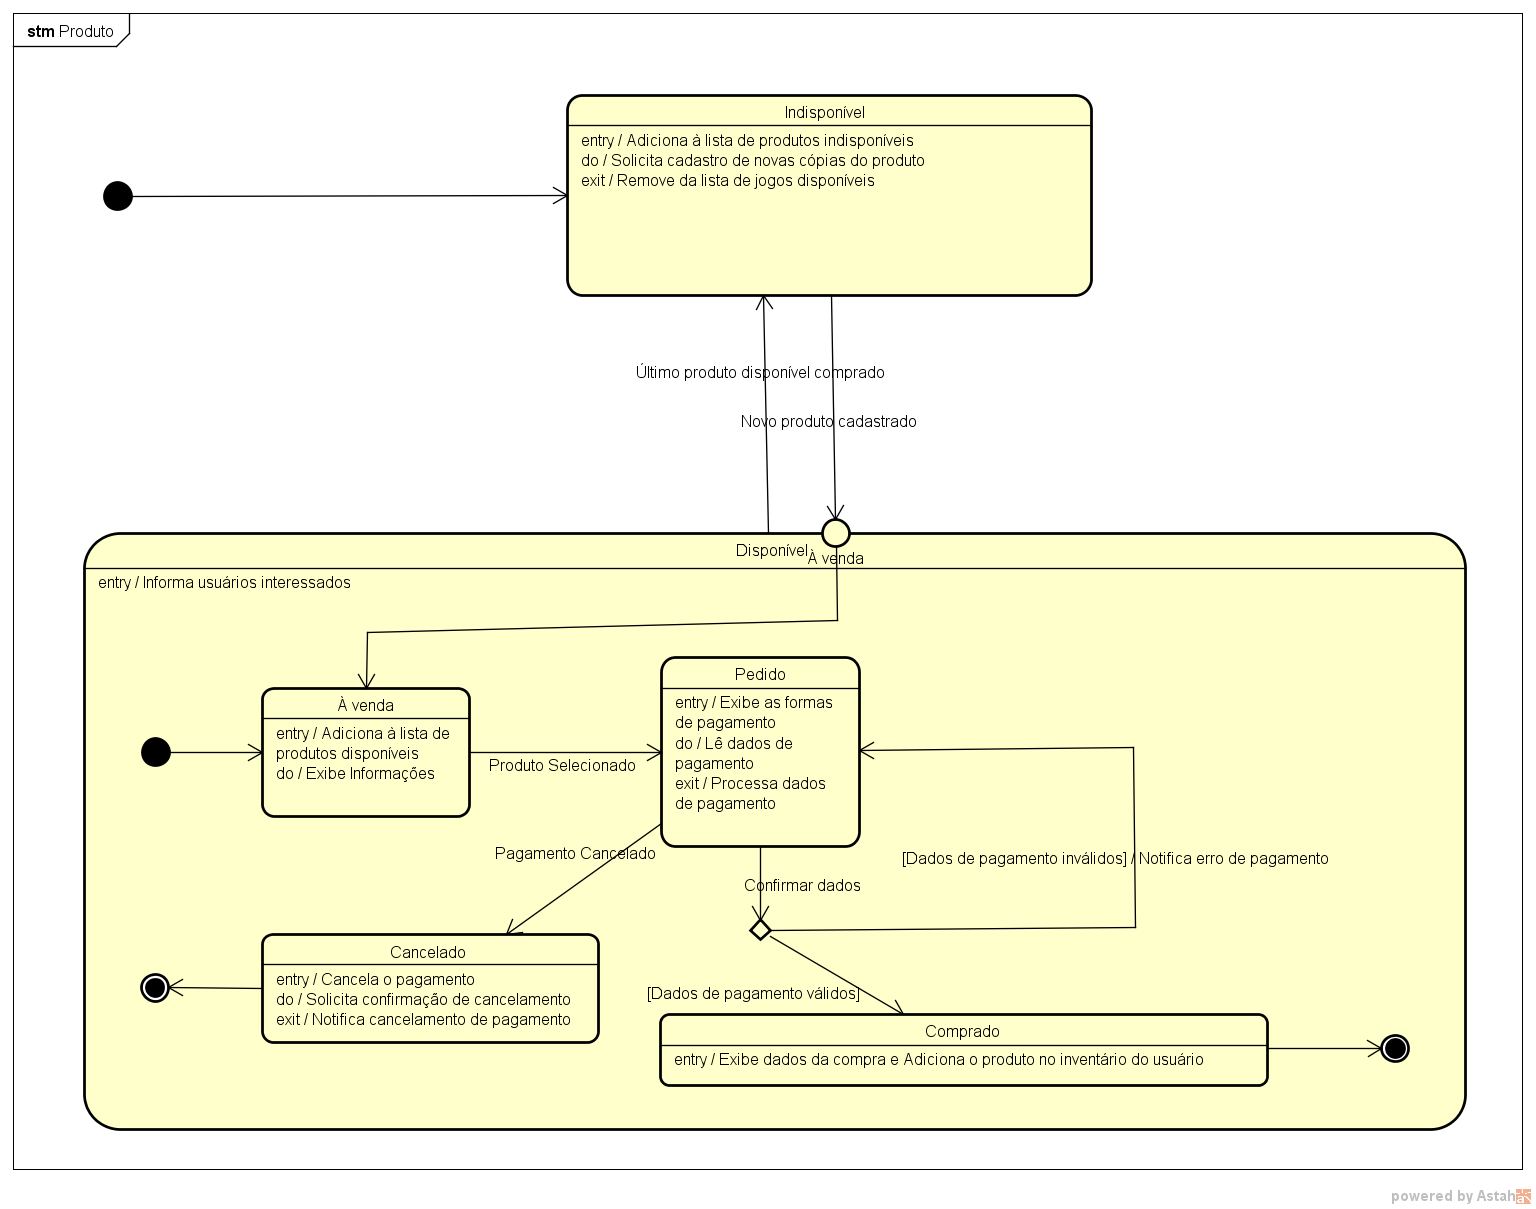 stm Produto
Indisponível
entry / Adiciona à lista de produtos indisponíveis
do / Solicita cadastro de novas cópias do produto
exit / Remove da lista de jogos disponíveis
Último produto disponível comprado
Novo produto cadastrado
Disponível
À venda
entry / Informa usuários interessados
À venda
entry / Adiciona à lista de
produtos disponíveis
do / Exibe Informações
Produto Selecionado
Pedido
entry / Exibe as formas
de pagamento
do / Lê dados de
pagamento
exit / Processa dados
de pagamento
Pagamento Cancelado
Confirmar dados
[Dados de pagamento inválidos] / Notifica erro de pagamento
Cancelado
entry / Cancela o pagamento
do / Solicita confirmação de cancelamento
exit / Notifica cancelamento de pagamento
[Dados de pagamento válidos]
Comprado
entry / Exibe dados da compra e Adiciona o produto no inventário do usuário
powered by Astah